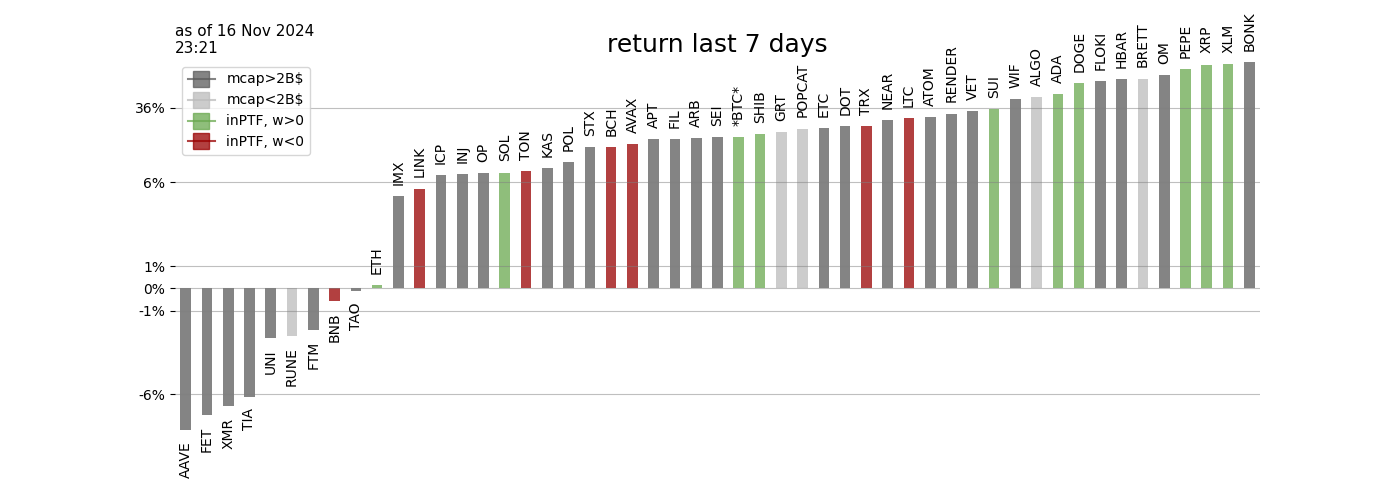 as of 16 Nov 2024
23:21
return last 7 days
mcap>2B$
mcap<2B$
inPTF, w>0
inPTF, w<0
36%
6%
1%
0%
-1%
-6%
AAVE
FET
XMR
TIA
UNI
RUNE
FTM
BNB
TAO
ETH
IMX
LINK
ICP
INJ
OP
SOL
TON
KAS
POL
STX
BCH
AVAX
APT
FIL
ARB
SEI
*BTC*
SHIB
GRT
POPCAT
ETC
DOT
TRX
NEAR
LTC
ATOM
RENDER
VET
SUI
WIF
ALGO
ADA
DOGE
FLOKI
HBAR
BRETT
OM
PEPE
XRP
XLM
BONK